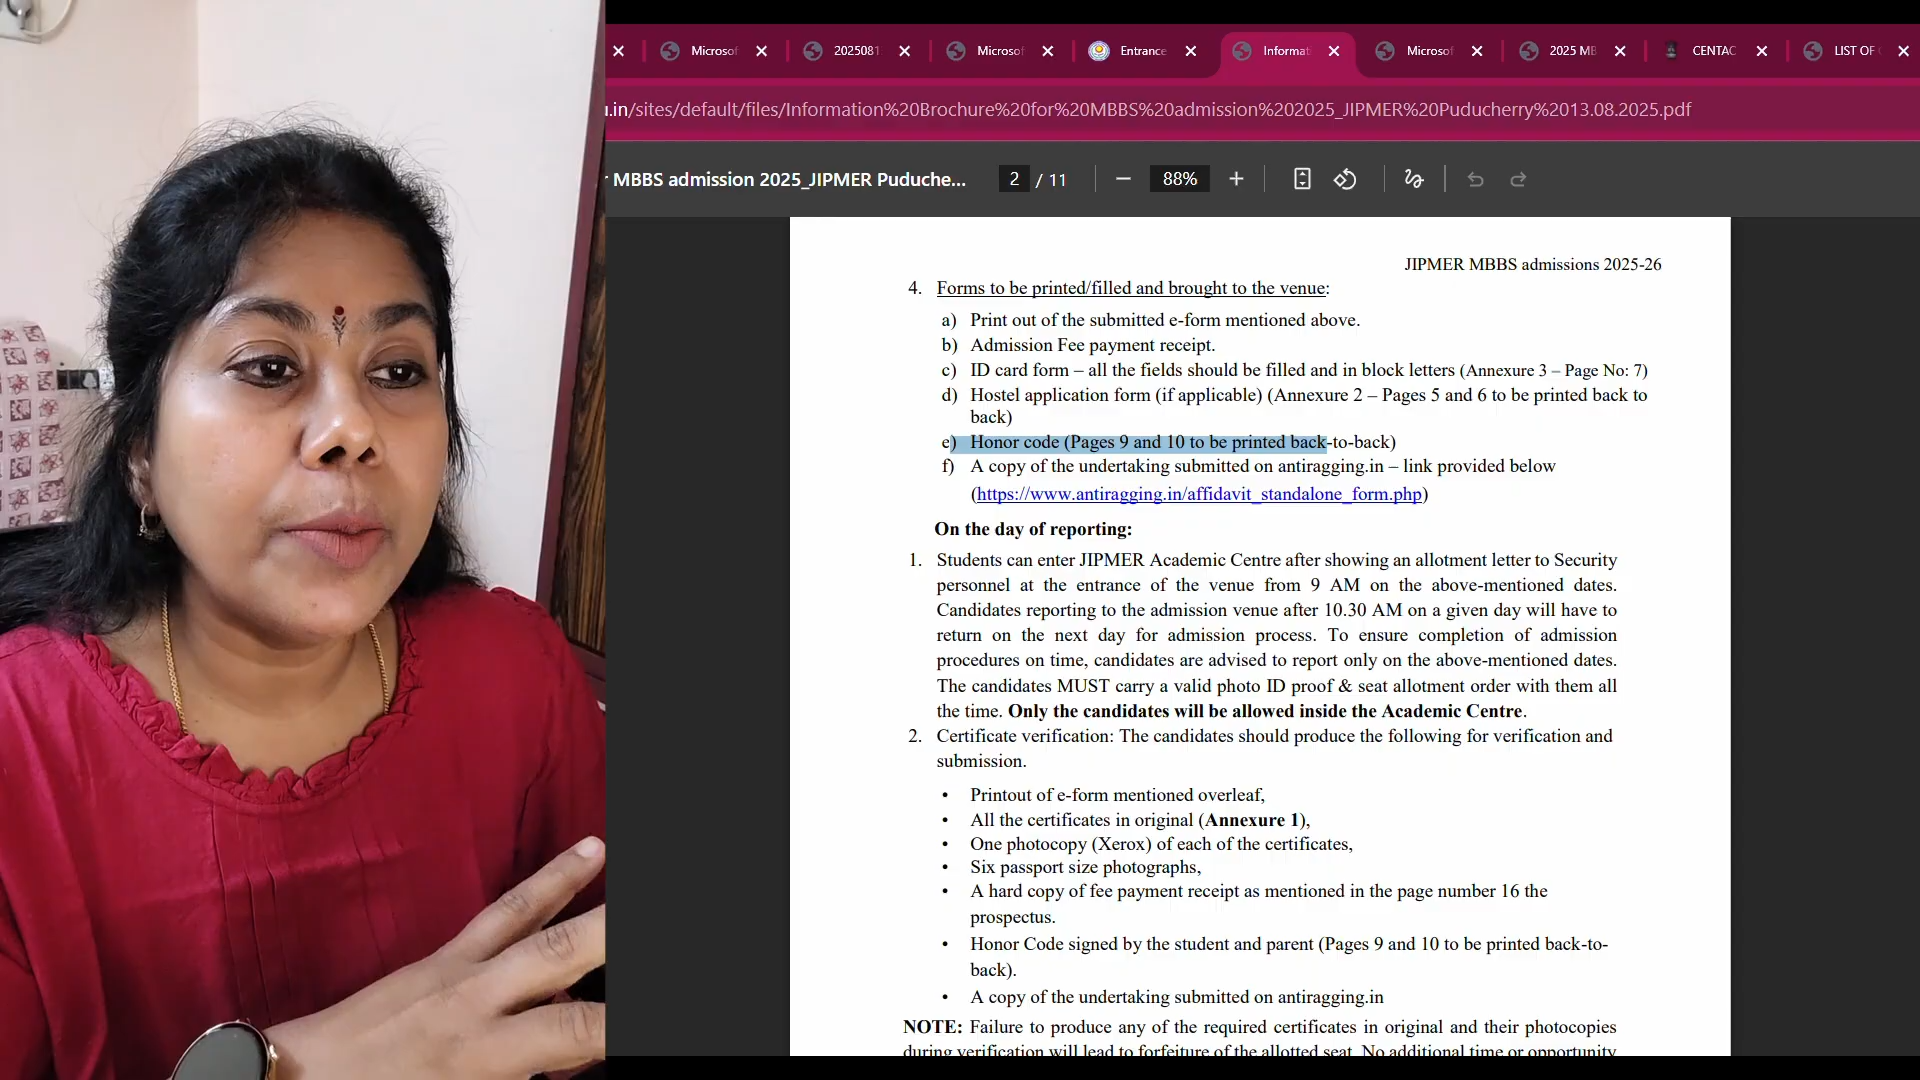 Microsof
2025081
Microsof
Entrance
Informat
Microsof
2025 MB
CENTAC
LIST OF
.in/sites/default/files/Information%20Brochure%20for%20MBBS%20admission%202025_JIPMER%20Puducherry%2013.08.2025.pdf
MBBS admission 2025_JIPMER Puduche...
2 / 11
88%
JIPMER MBBS admissions 2025-26
4. Forms to be printed/filled and brought to the venue:
a) Print out of the submitted e-form mentioned above.
b) Admission Fee payment receipt.
c) ID card form – all the fields should be filled and in block letters (Annexure 3 – Page No: 7)
d) Hostel application form (if applicable) (Annexure 2 – Pages 5 and 6 to be printed back to
back)
e) Honor code (Pages 9 and 10 to be printed back-to-back)
f) A copy of the undertaking submitted on antiragging.in – link provided below
(https://www.antiragging.in/affidavit_standalone_form.php)
On the day of reporting:
1. Students can enter JIPMER Academic Centre after showing an allotment letter to Security
personnel at the entrance of the venue from 9 AM on the above-mentioned dates.
Candidates reporting to the admission venue after 10.30 AM on a given day will have to
return on the next day for admission process. To ensure completion of admission
procedures on time, candidates are advised to report only on the above-mentioned dates.
The candidates MUST carry a valid photo ID proof & seat allotment order with them all
the time. Only the candidates will be allowed inside the Academic Centre.
2. Certificate verification: The candidates should produce the following for verification and
submission.
• Printout of e-form mentioned overleaf,
• All the certificates in original (Annexure 1),
• One photocopy (Xerox) of each of the certificates,
• Six passport size photographs,
• A hard copy of fee payment receipt as mentioned in the page number 16 the
prospectus.
• Honor Code signed by the student and parent (Pages 9 and 10 to be printed back-to-
back).
• A copy of the undertaking submitted on antiragging.in
NOTE: Failure to produce any of the required certificates in original and their photocopies
during verification will lead to forfeiture of the allotted seat. No additional time or opportunity